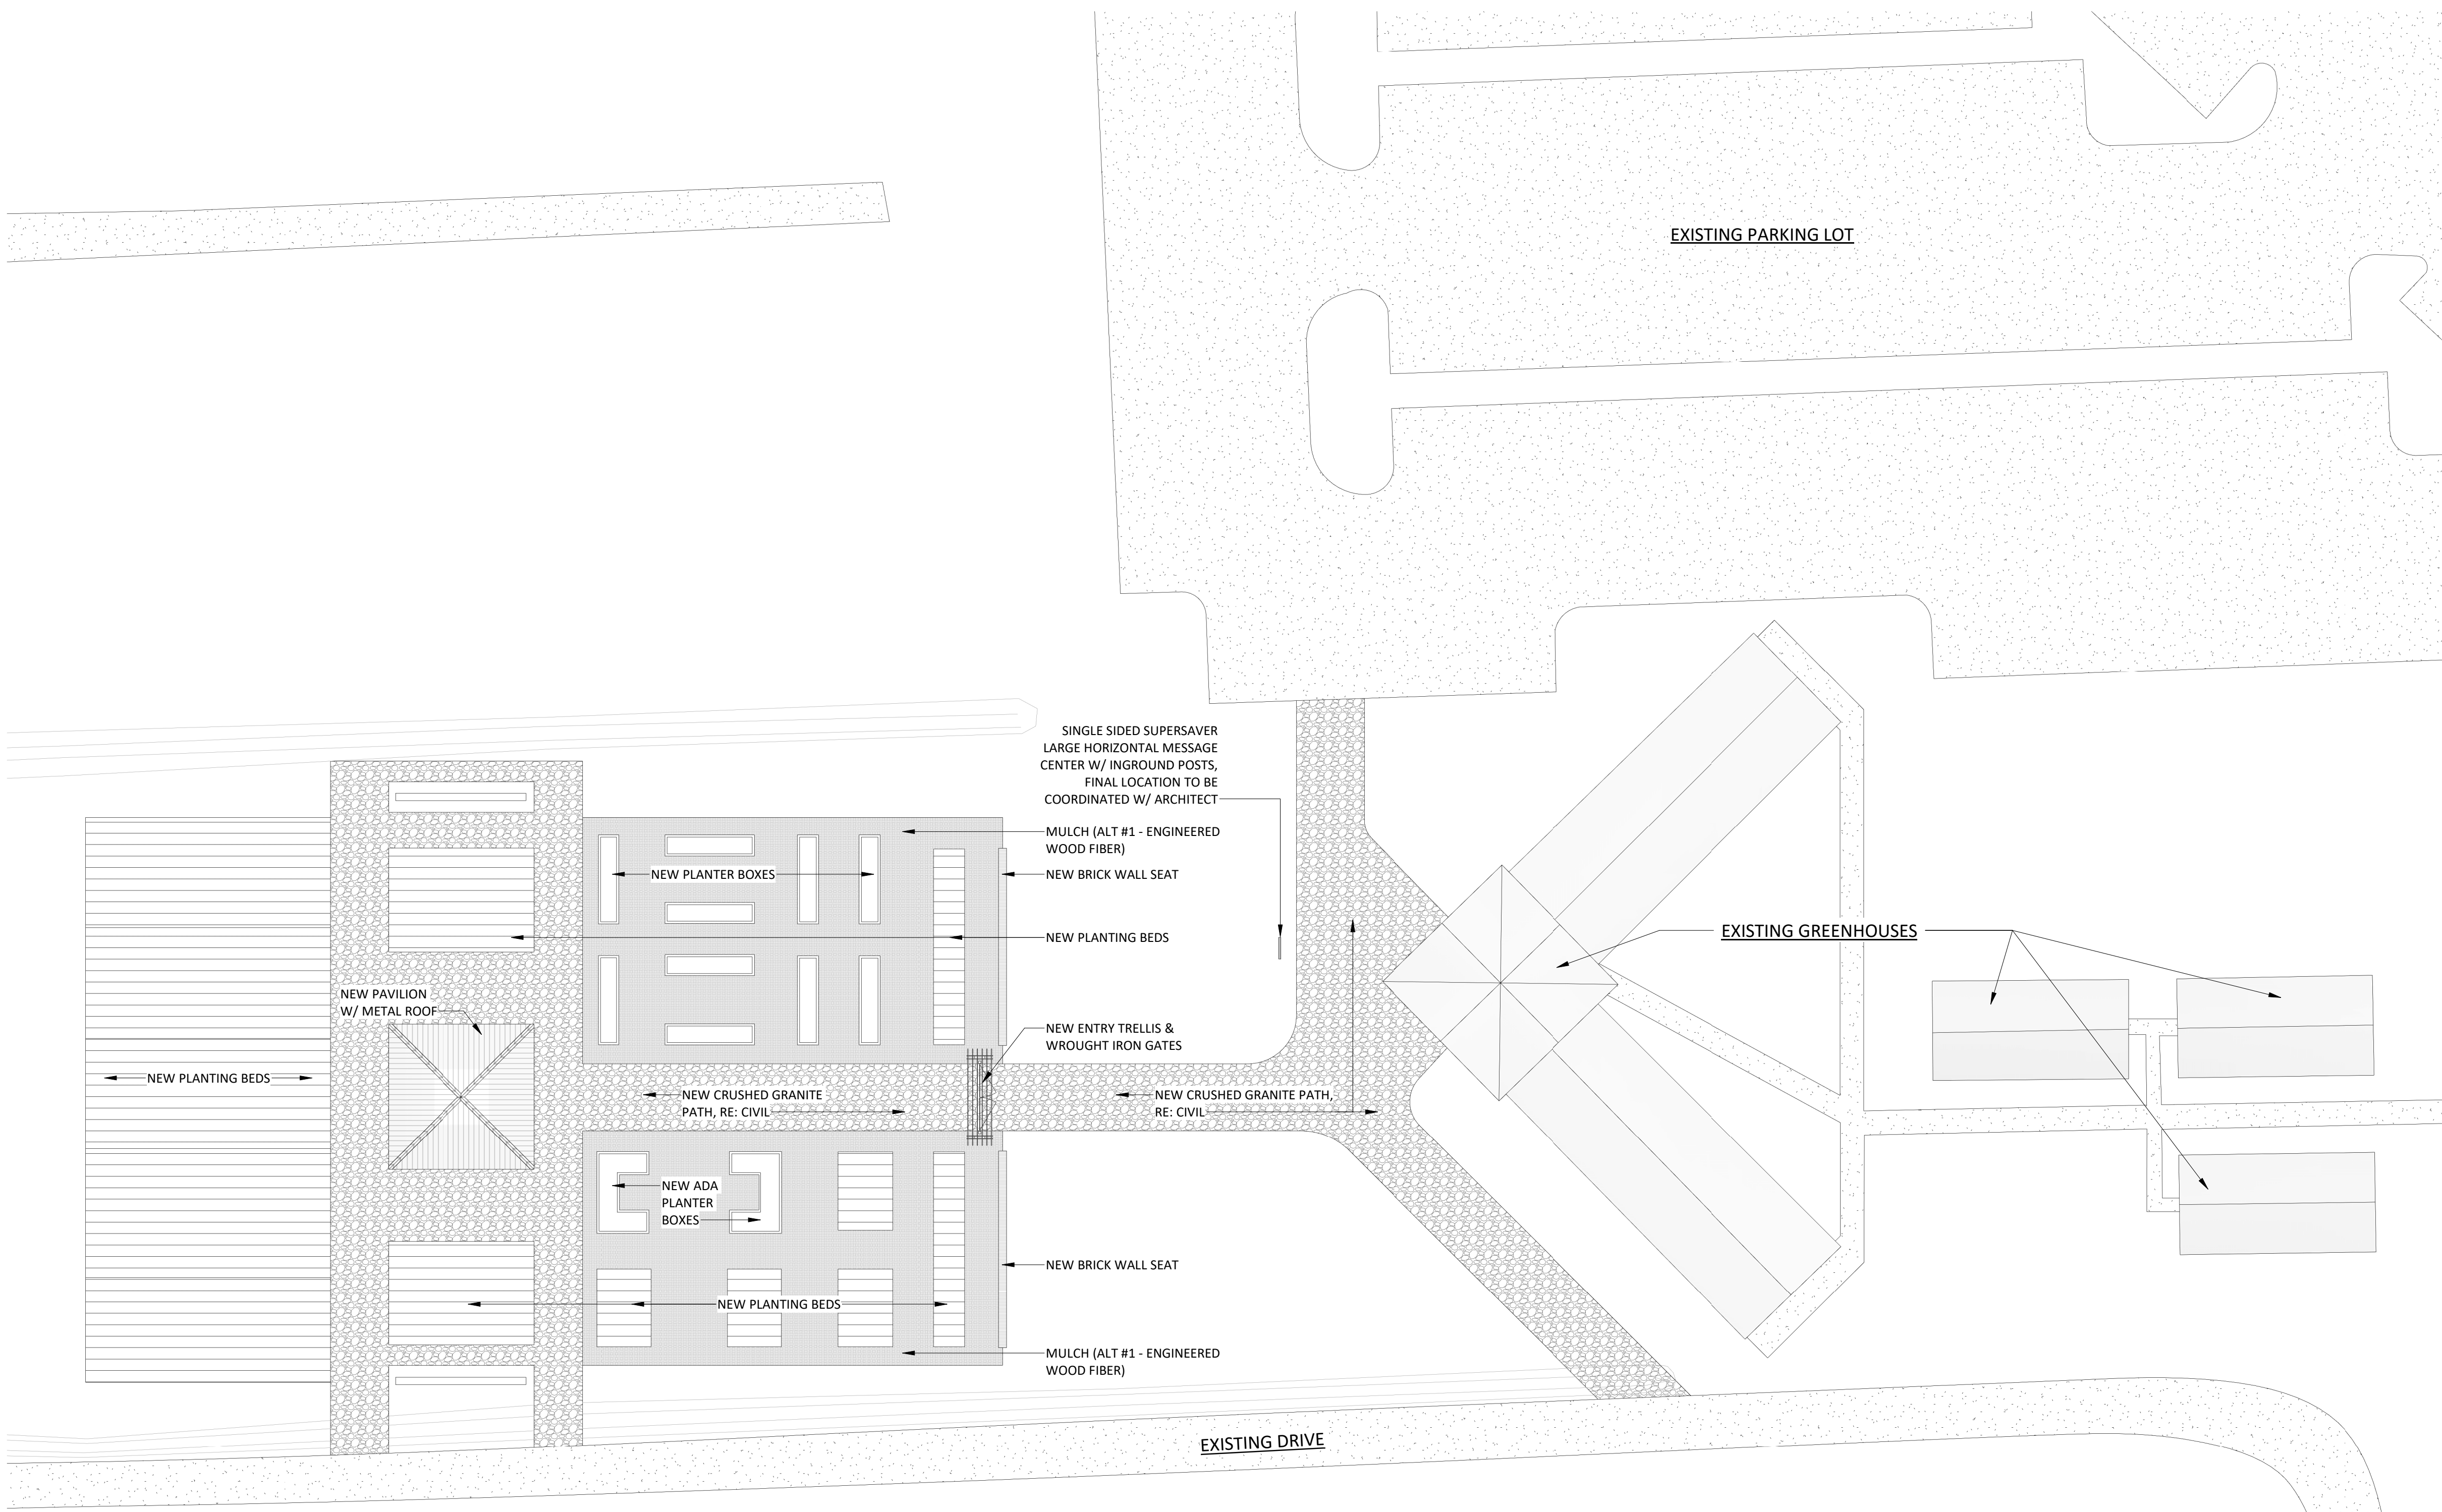 EXISTING PARKING LOT
SINGLE SIDED SUPERSAVER
LARGE HORIZONTAL MESSAGE
CENTER W/ INGROUND POSTS,
FINAL LOCATION TO BE
COORDINATED W/ ARCHITECT
MULCH (ALT #1 - ENGINEERED
WOOD FIBER)
NEW PLANTER BOXES
NEW BRICK WALL SEAT
NEW PLANTING BEDS
EXISTING GREENHOUSES
NEW PAVILION
W/ METAL ROOF
NEW ENTRY TRELLIS &
WROUGHT IRON GATES
NEW PLANTING BEDS
NEW CRUSHED GRANITE
PATH, RE: CIVIL
NEW CRUSHED GRANITE PATH,
RE: CIVIL
NEW ADA
PLANTER
BOXES
NEW BRICK WALL SEAT
NEW PLANTING BEDS
MULCH (ALT #1 - ENGINEERED
WOOD FIBER)
EXISTING DRIVE